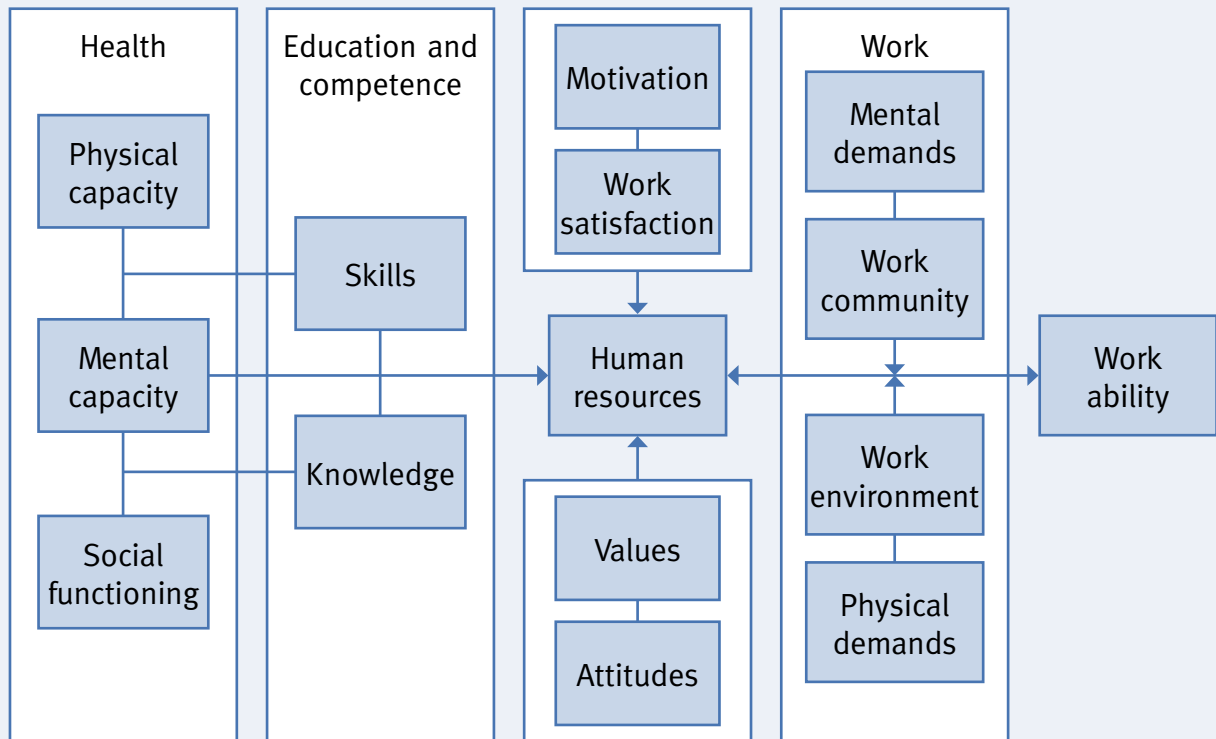 Health
Physical
capacity
Mental
capacity
Social
functioning
Education and
competence
Skills
Knowledge
Motivation
Work
satisfaction
Human
resources
Values
Attitudes
Work
Mental
demands
Work
community
Work
environment
Physical
demands
Work
ability